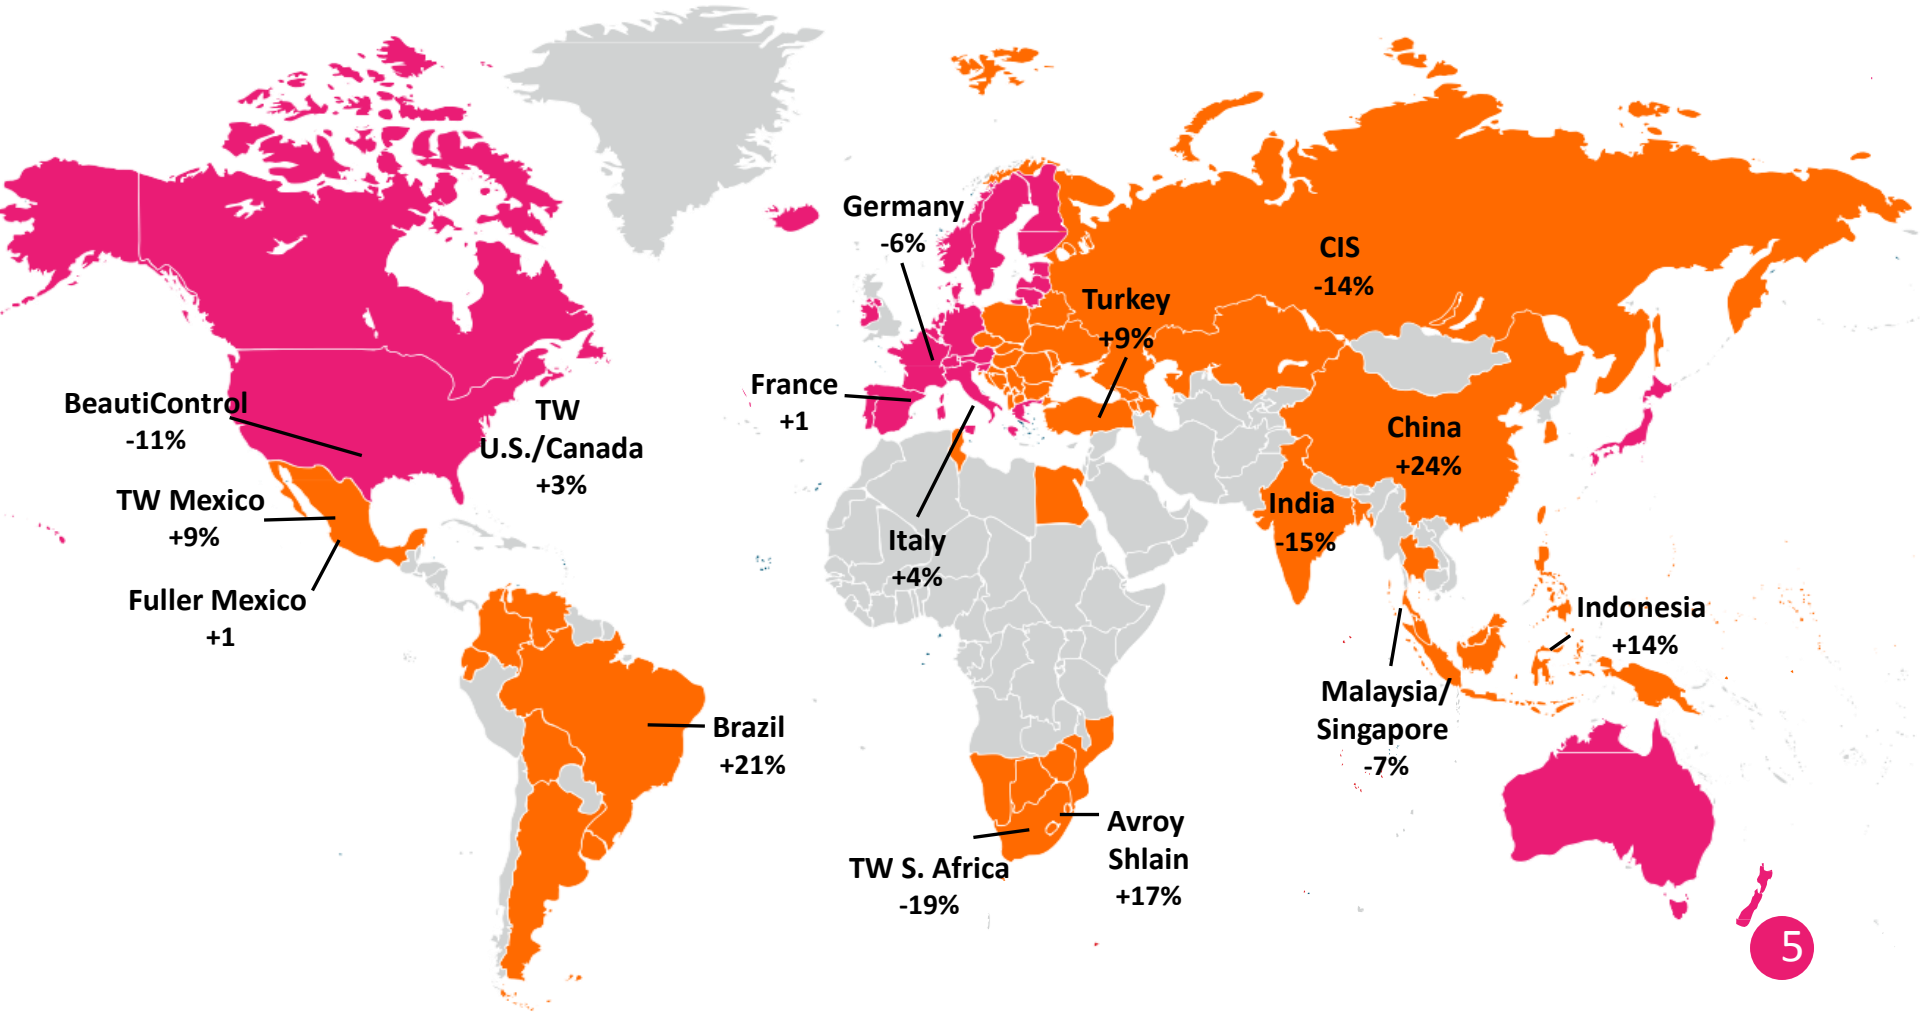 Germany
-6%
CIS
-14%
Turkey
+9%
France
+1
BeautiControl
-11%
TW
U.S./Canada
+3%
China
+24%
TW Mexico
+9%
India
-15%
Italy
+4%
Fuller Mexico
+1
Indonesia
+14%
Malaysia/
Singapore
-7%
Brazil
+21%
Avroy
Shlain
+17%
TW S. Africa
-19%
5